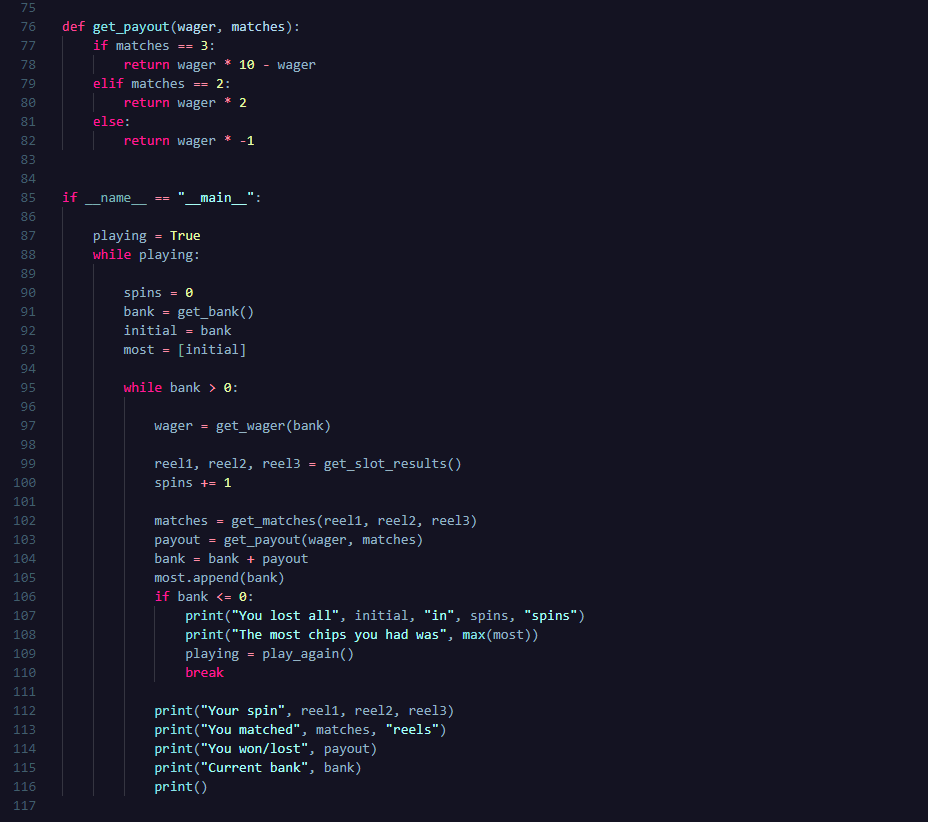 75
76 def get_payout(wager, matches):
77     if matches == 3:
78         return wager * 10 - wager
79     elif matches == 2:
80         return wager * 2
81     else:
82         return wager * -1
83
84
85 if __name__ == "__main__":
86
87     playing = True
88     while playing:
89
90         spins = 0
91         bank = get_bank()
92         initial = bank
93         most = [initial]
94
95         while bank > 0:
96
97             wager = get_wager(bank)
98
99             reel1, reel2, reel3 = get_slot_results()
100             spins += 1
101
102             matches = get_matches(reel1, reel2, reel3)
103             payout = get_payout(wager, matches)
104             bank = bank + payout
105             most.append(bank)
106             if bank <= 0:
107                 print("You lost all", initial, "in", spins, "spins")
108                 print("The most chips you had was", max(most))
109                 playing = play_again()
110                 break
111
112             print("Your spin", reel1, reel2, reel3)
113             print("You matched", matches, "reels")
114             print("You won/lost", payout)
115             print("Current bank", bank)
116             print()
117